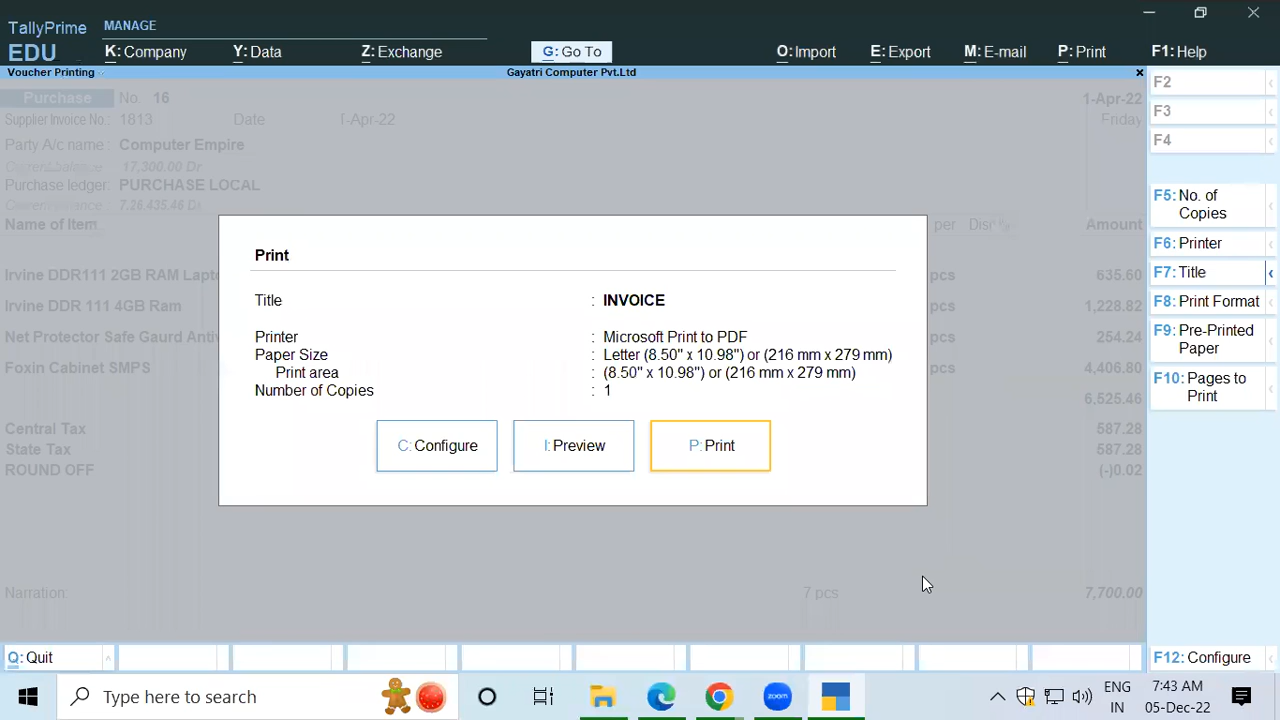 TallyPrime MANAGE
EDU K: Company Y: Data Z: Exchange G: Go To O: Import E: Export M: E-mail P: Print F1: Help
Voucher Printing Gayatri Computer Pvt.Ltd x
Purchase No. 16 1-Apr-22
Supplier Invoice No.: 1813 Date : 1-Apr-22 Friday
Party A/c name : Computer Empire
Current balance : 17,300.00 Dr
Purchase ledger: PURCHASE LOCAL
Current balance : 7,26,435.46 Dr
Name of Item per Disc % Amount
Irvine DDR111 2GB RAM Lapto pcs 635.60
Irvine DDR 111 4GB Ram pcs 1,228.82
Net Protector Safe Gaurd Antiv pcs 254.24
Foxin Cabinet SMPS pcs 4,406.80
6,525.46
Central Tax 587.28
State Tax 587.28
ROUND OFF (-)0.02
Narration: 7 pcs 7,700.00
Print
Title : INVOICE
Printer : Microsoft Print to PDF
Paper Size : Letter (8.50" x 10.98") or (216 mm x 279 mm)
Print area : (8.50" x 10.98") or (216 mm x 279 mm)
Number of Copies : 1
C: Configure I: Preview P: Print
F2
F3
F4
F5: No. of
Copies
F6: Printer
F7: Title
F8: Print Format
F9: Pre-Printed
Paper
F10: Pages to
Print
F12: Configure
Q: Quit
Type here to search zoom ENG 7:43 AM
IN 05-Dec-22